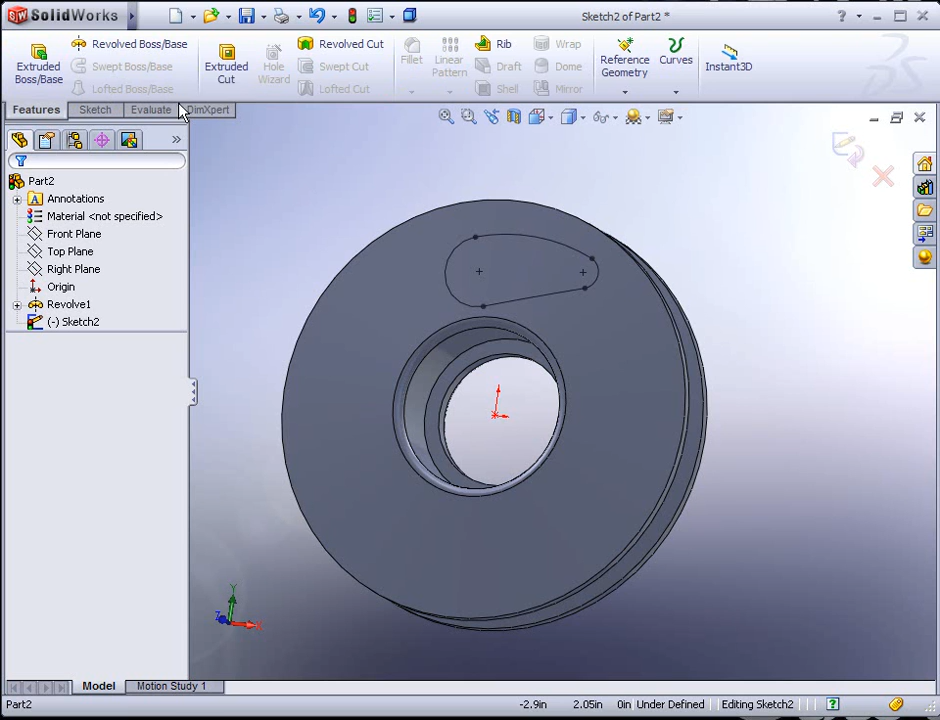 SolidWorks
Sketch2 of Part2 *
Extruded Boss/Base
Revolved Boss/Base
Swept Boss/Base
Lofted Boss/Base
Extruded Cut
Hole Wizard
Revolved Cut
Swept Cut
Lofted Cut
Fillet
Linear Pattern
Rib
Draft
Shell
Wrap
Dome
Mirror
Reference Geometry
Curves
Instant3D
Features
Sketch
Evaluate
DimXpert
Part2
Annotations
Material <not specified>
Front Plane
Top Plane
Right Plane
Origin
Revolve1
(-) Sketch2
Y
Z
X
Model
Motion Study 1
Part2
-2.9in
2.05in
0in
Under Defined
Editing Sketch2